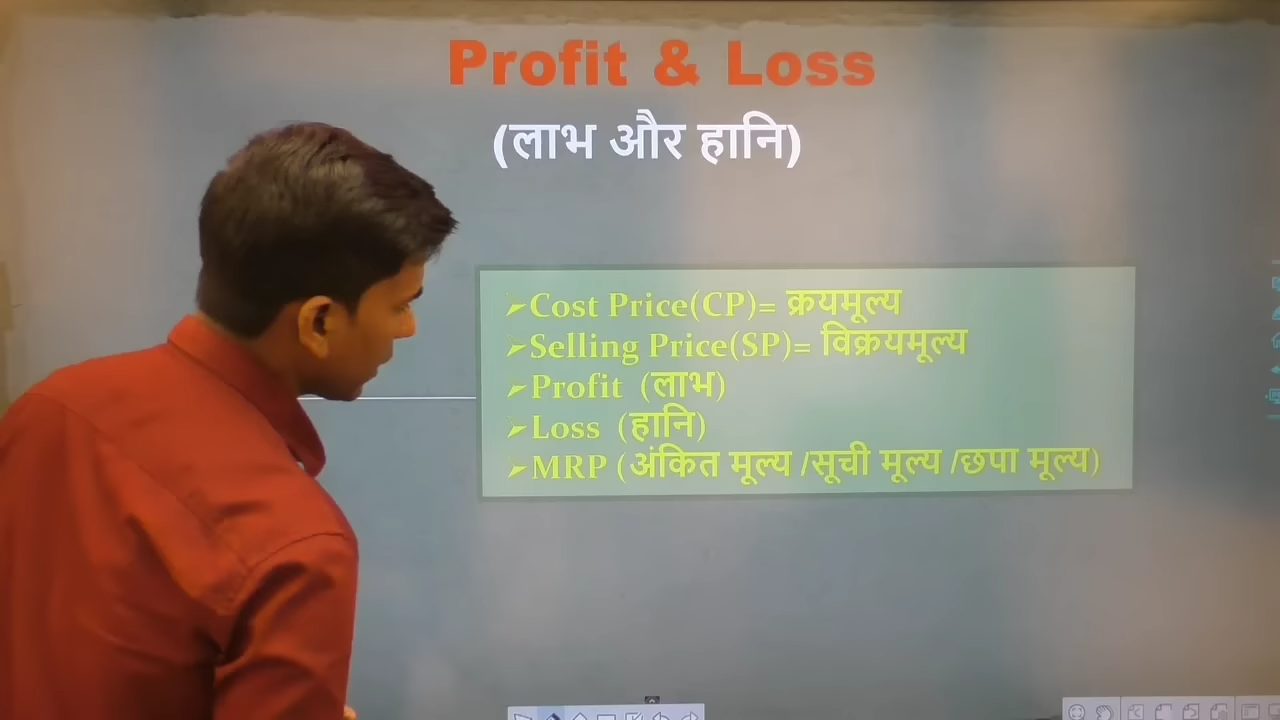 Profit & Loss
(लाभ और हानि)
➢Cost Price(CP)= क्रयमूल्य
➢Selling Price(SP)= विक्रयमूल्य
➢Profit (लाभ)
➢Loss (हानि)
➢MRP (अंकित मूल्य /सूची मूल्य /छपा मूल्य)